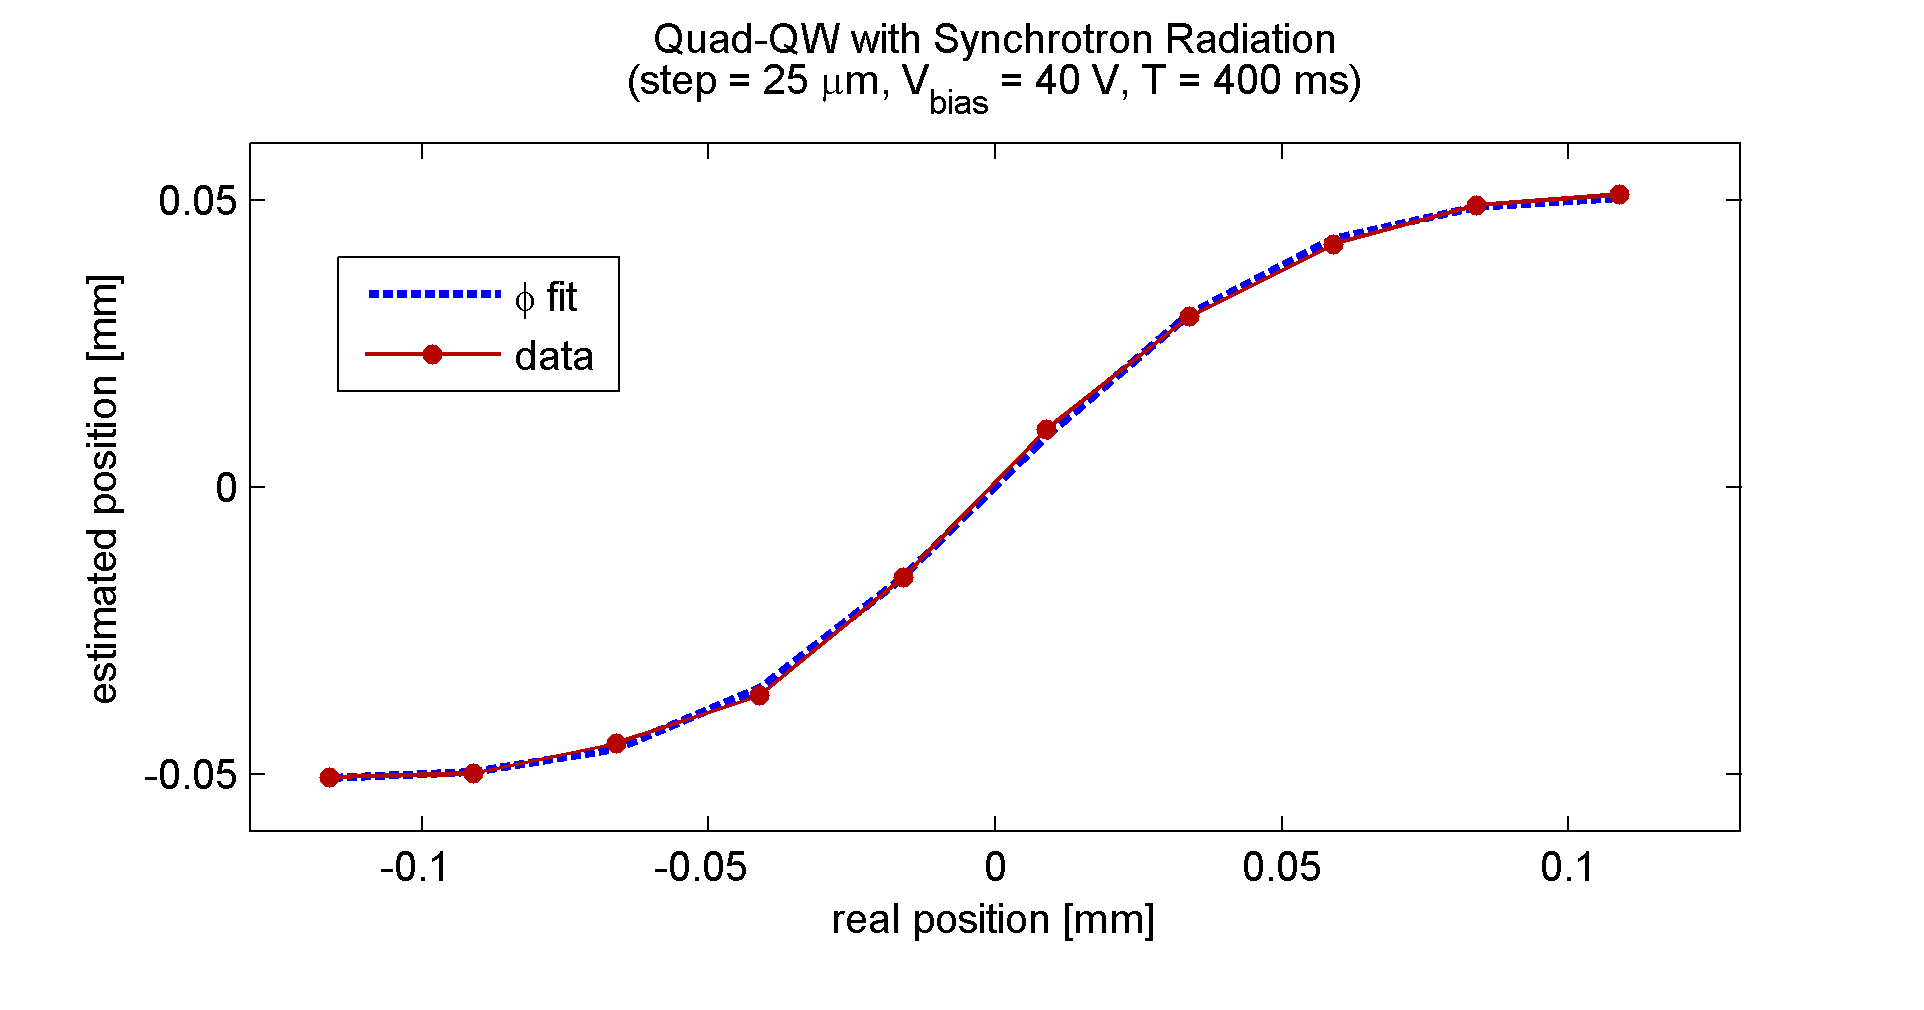 Quad-QW with Synchrotron Radiation
(step = 25 μm, V_bias = 40 V, T = 400 ms)
0.05
0
-0.05
estimated position [mm]
ϕ fit
data
-0.1
-0.05
0
0.05
0.1
real position [mm]